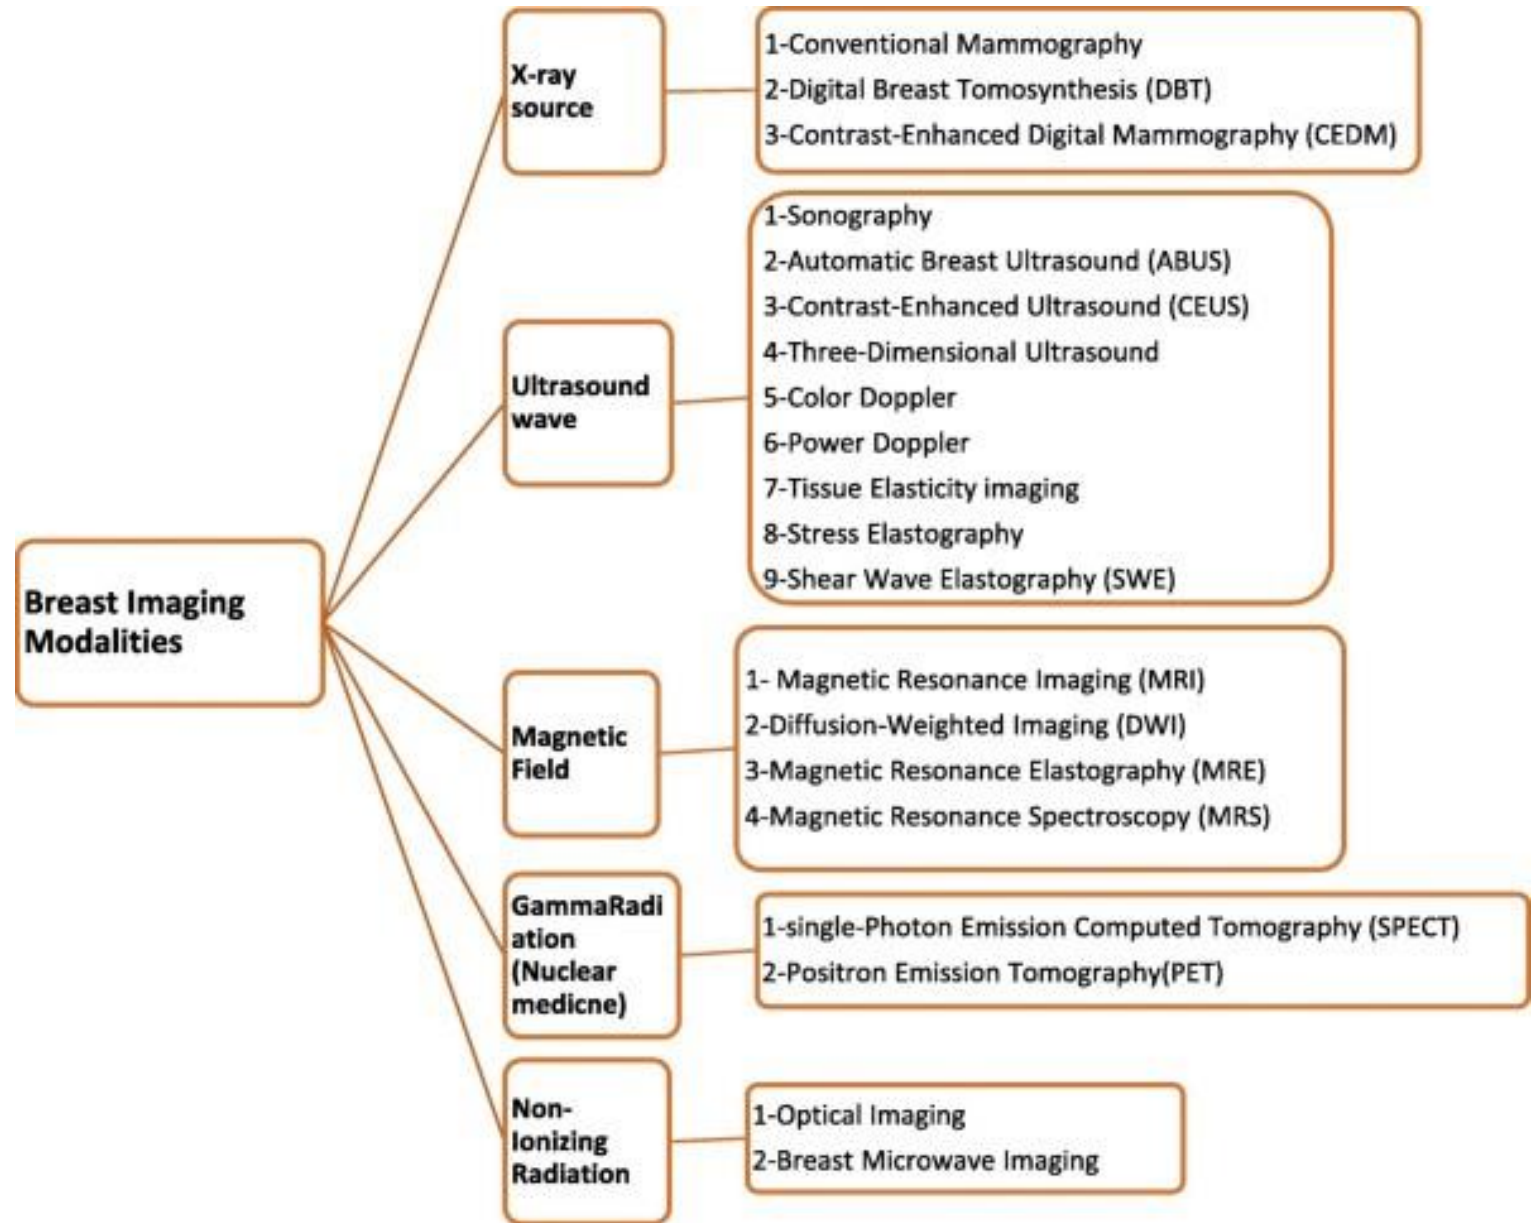 Breast Imaging
Modalities
X-ray
source
1-Conventional Mammography
2-Digital Breast Tomosynthesis (DBT)
3-Contrast-Enhanced Digital Mammography (CEDM)
Ultrasound
wave
1-Sonography
2-Automatic Breast Ultrasound (ABUS)
3-Contrast-Enhanced Ultrasound (CEUS)
4-Three-Dimensional Ultrasound
5-Color Doppler
6-Power Doppler
7-Tissue Elasticity imaging
8-Stress Elastography
9-Shear Wave Elastography (SWE)
Magnetic
Field
1- Magnetic Resonance Imaging (MRI)
2-Diffusion-Weighted Imaging (DWI)
3-Magnetic Resonance Elastography (MRE)
4-Magnetic Resonance Spectroscopy (MRS)
GammaRadi
ation
(Nuclear
medicne)
1-single-Photon Emission Computed Tomography (SPECT)
2-Positron Emission Tomography(PET)
Non-
Ionizing
Radiation
1-Optical Imaging
2-Breast Microwave Imaging